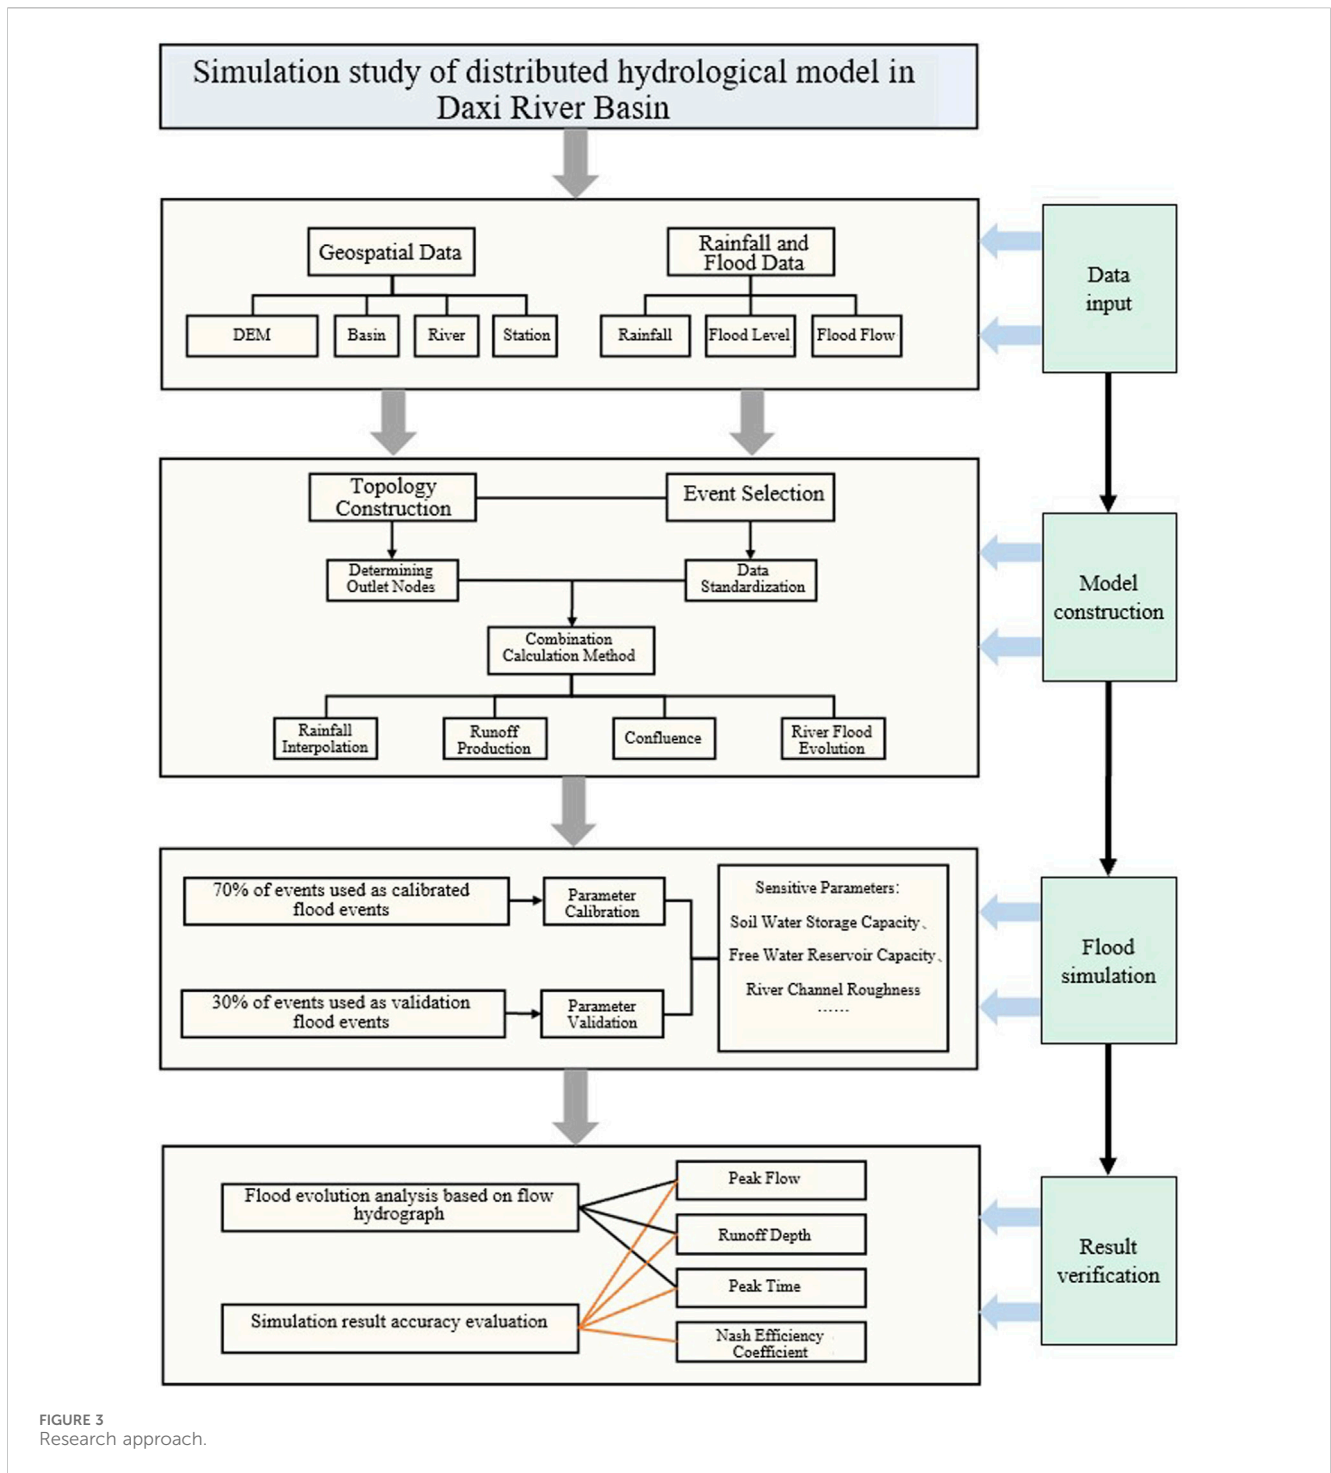 Simulation study of distributed hydrological model in
Daxi River Basin
Geospatial Data
Rainfall and
Flood Data
DEM
Basin
River
Station
Rainfall
Flood Level
Flood Flow
Data
input
Topology
Construction
Event Selection
Determining
Outlet Nodes
Data
Standardization
Combination
Calculation Method
Rainfall
Interpolation
Runoff
Production
Confluence
River Flood
Evolution
Model
construction
70% of events used as calibrated
flood events
Parameter
Calibration
30% of events used as validation
flood events
Parameter
Validation
Sensitive Parameters:
Soil Water Storage Capacity、
Free Water Reservoir Capacity、
River Channel Roughness
……
Flood
simulation
Flood evolution analysis based on flow
hydrograph
Simulation result accuracy evaluation
Peak Flow
Runoff Depth
Peak Time
Nash Efficiency
Coefficient
Result
verification
FIGURE 3
Research approach.